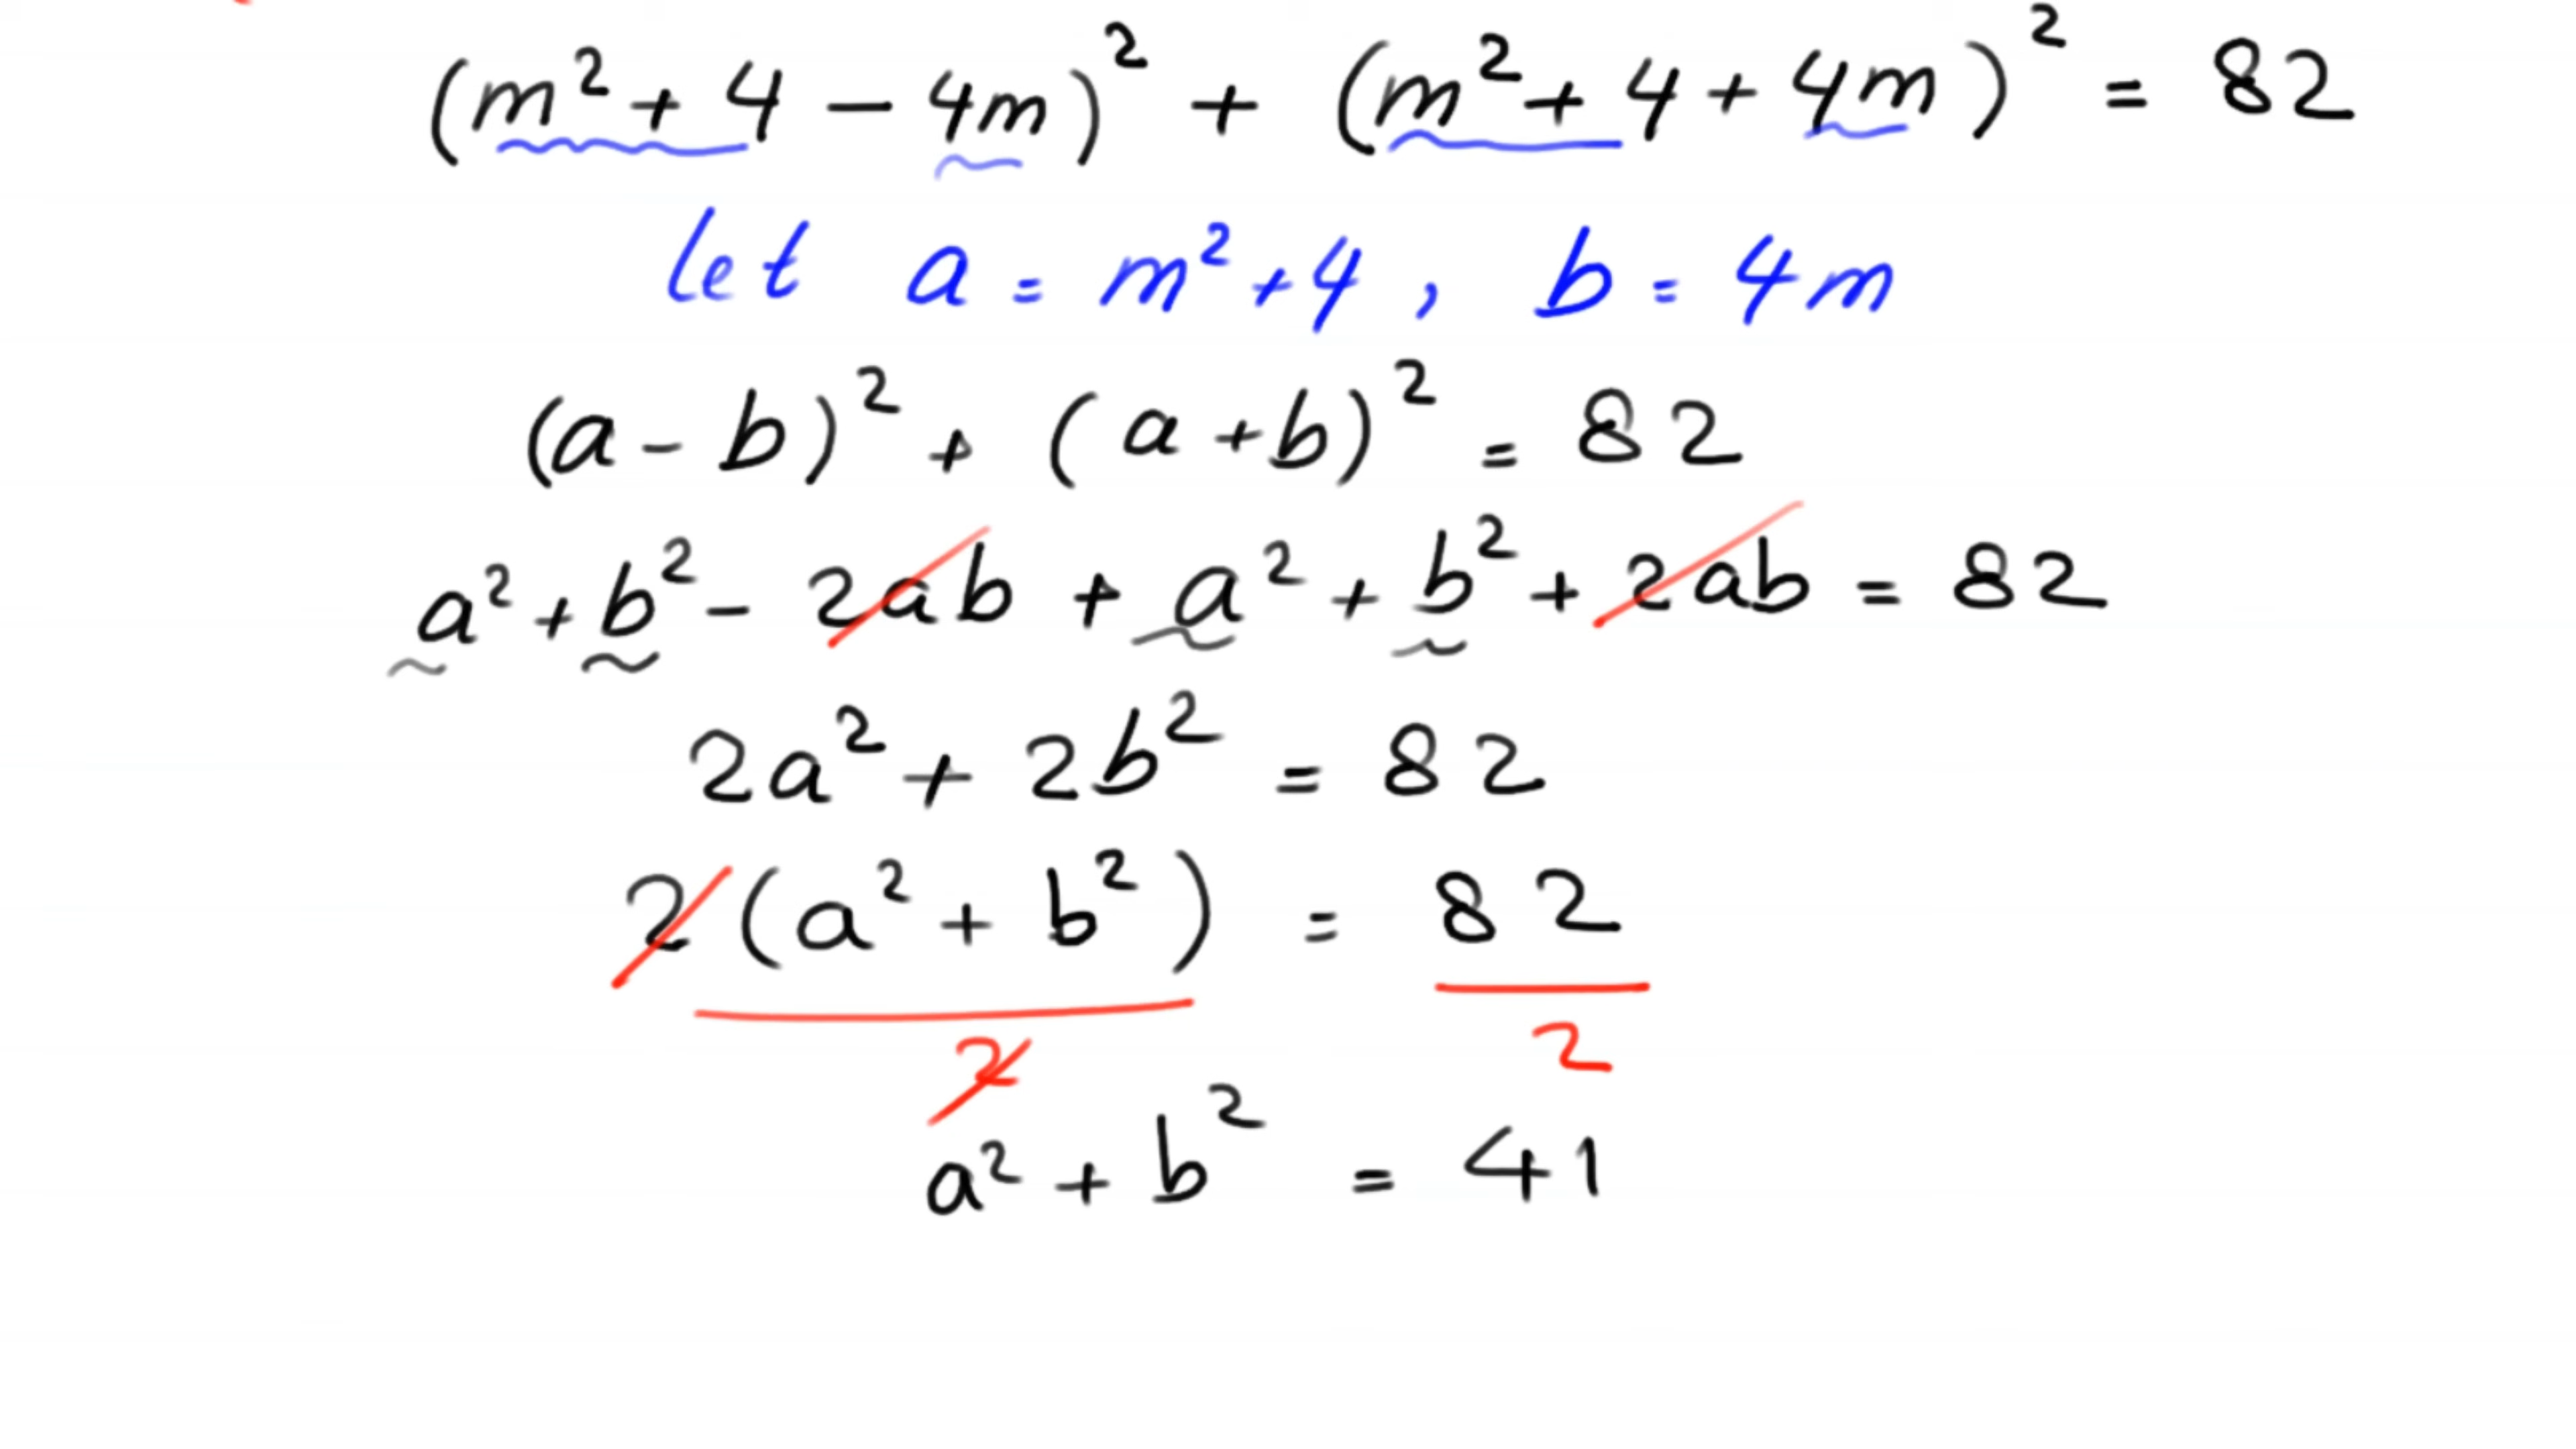 (m² + 4 - 4m)² + (m² + 4 + 4m)² = 82
let a = m² + 4 , b = 4m
(a - b)² + (a + b)² = 82
a² + b² - 2ab + a² + b² + 2ab = 82
2a² + 2b² = 82
2(a² + b²) = 82
2 2
a² + b² = 41